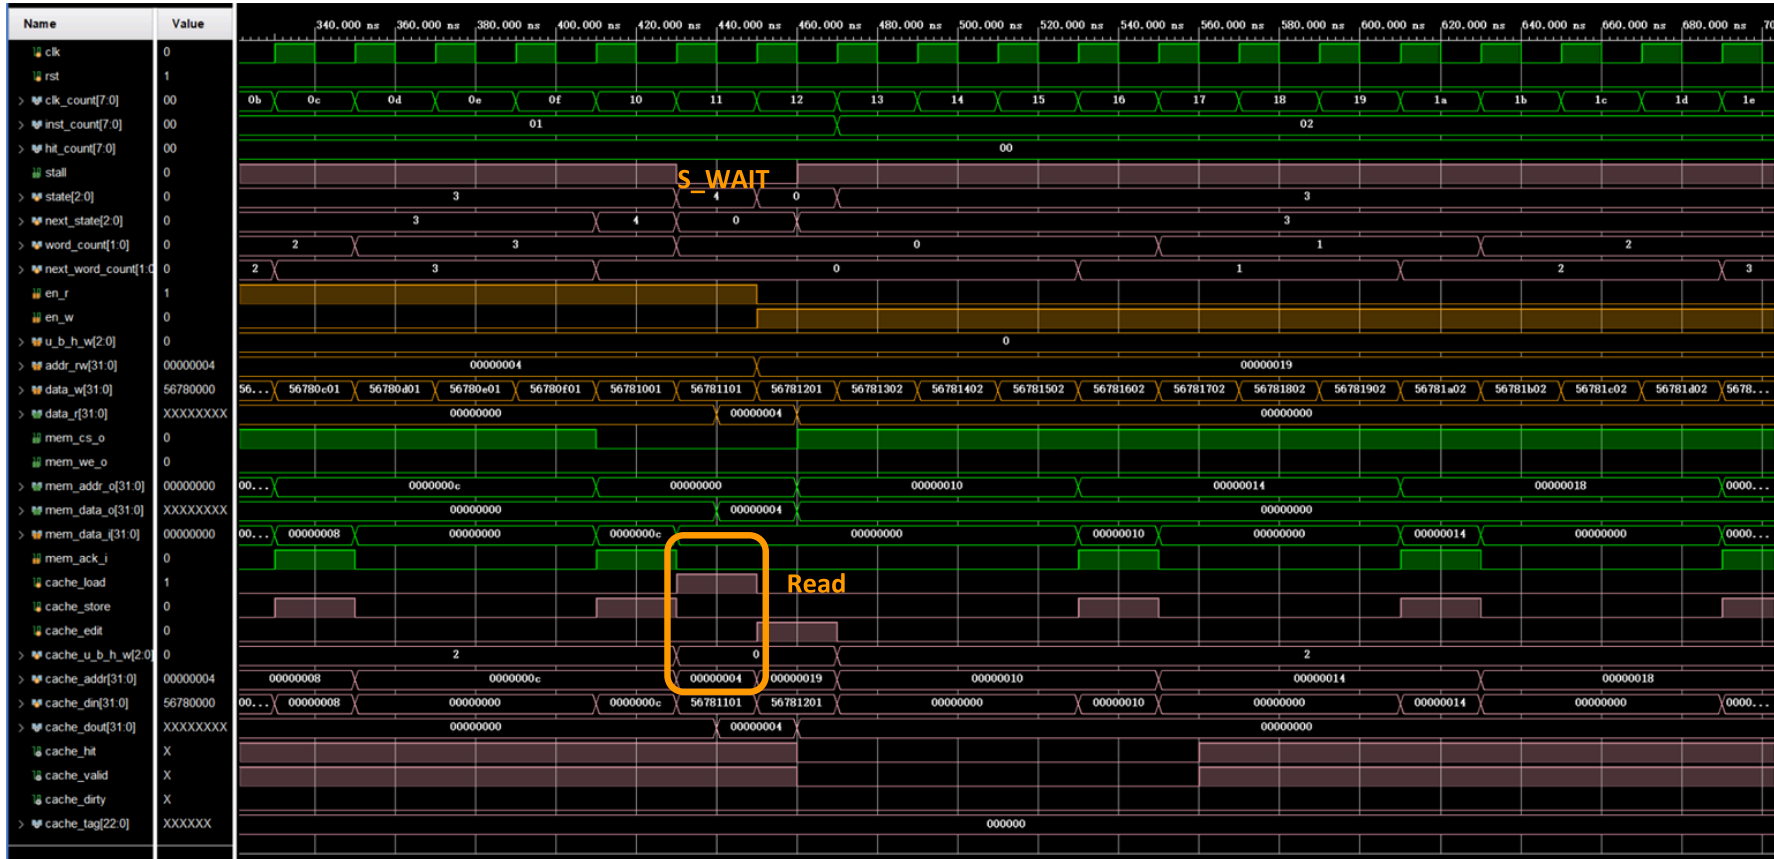 Name Value 340.000 ns 360.000 ns 380.000 ns 400.000 ns 420.000 ns 440.000 ns 460.000 ns 480.000 ns 500.000 ns 520.000 ns 540.000 ns 560.000 ns 580.000 ns 600.000 ns 620.000 ns 640.000 ns 660.000 ns 680.000 ns 70
clk 0
rst 1
clk_count[7:0] 00 0b 0c 0d 0e 0f 10 11 12 13 14 15 16 17 18 19 1a 1b 1c 1d 1e
inst_count[7:0] 00 01 02
hit_count[7:0] 00 00
stall 0
S_WAIT
state[2:0] 0 3 4 0 3
next_state[2:0] 0 3 4 0 3
word_count[1:0] 0 2 3 0 1 2
next_word_count[1:0 0 2 3 0 1 2 3
en_r 1
en_w 0
u_b_h_w[2:0] 0 0
addr_rw[31:0] 00000004 00000004 00000019
data_w[31:0] 56780000 56... 56780c01 56780d01 56780e01 56780f01 56781001 56781101 56781201 56781302 56781402 56781502 56781602 56781702 56781802 56781902 56781a02 56781b02 56781c02 56781d02 5678...
data_r[31:0] XXXXXXXX 00000000 00000004 00000000
mem_cs_o 0
mem_we_o 0
mem_addr_o[31:0] 00000000 00... 0000000c 00000000 00000010 00000014 00000018 0000...
mem_data_o[31:0] XXXXXXXX 00000000 00000004 00000000
mem_data_i[31:0] 00000000 00... 00000008 00000000 0000000c 00000000 00000010 00000000 00000014 00000000 0000...
mem_ack_i 0
cache_load 1
Read
cache_store 0
cache_edit 0
cache_u_b_h_w[2:0] 0 2 0 2
cache_addr[31:0] 00000004 00000008 0000000c 00000004 00000019 00000010 00000014 00000018
cache_din[31:0] 56780000 00... 00000008 00000000 0000000c 56781101 56781201 00000000 00000010 00000000 00000014 00000000 0000...
cache_dout[31:0] XXXXXXXX 00000000 00000004 00000000
cache_hit X
cache_valid X
cache_dirty X
cache_tag[22:0] XXXXXX 000000